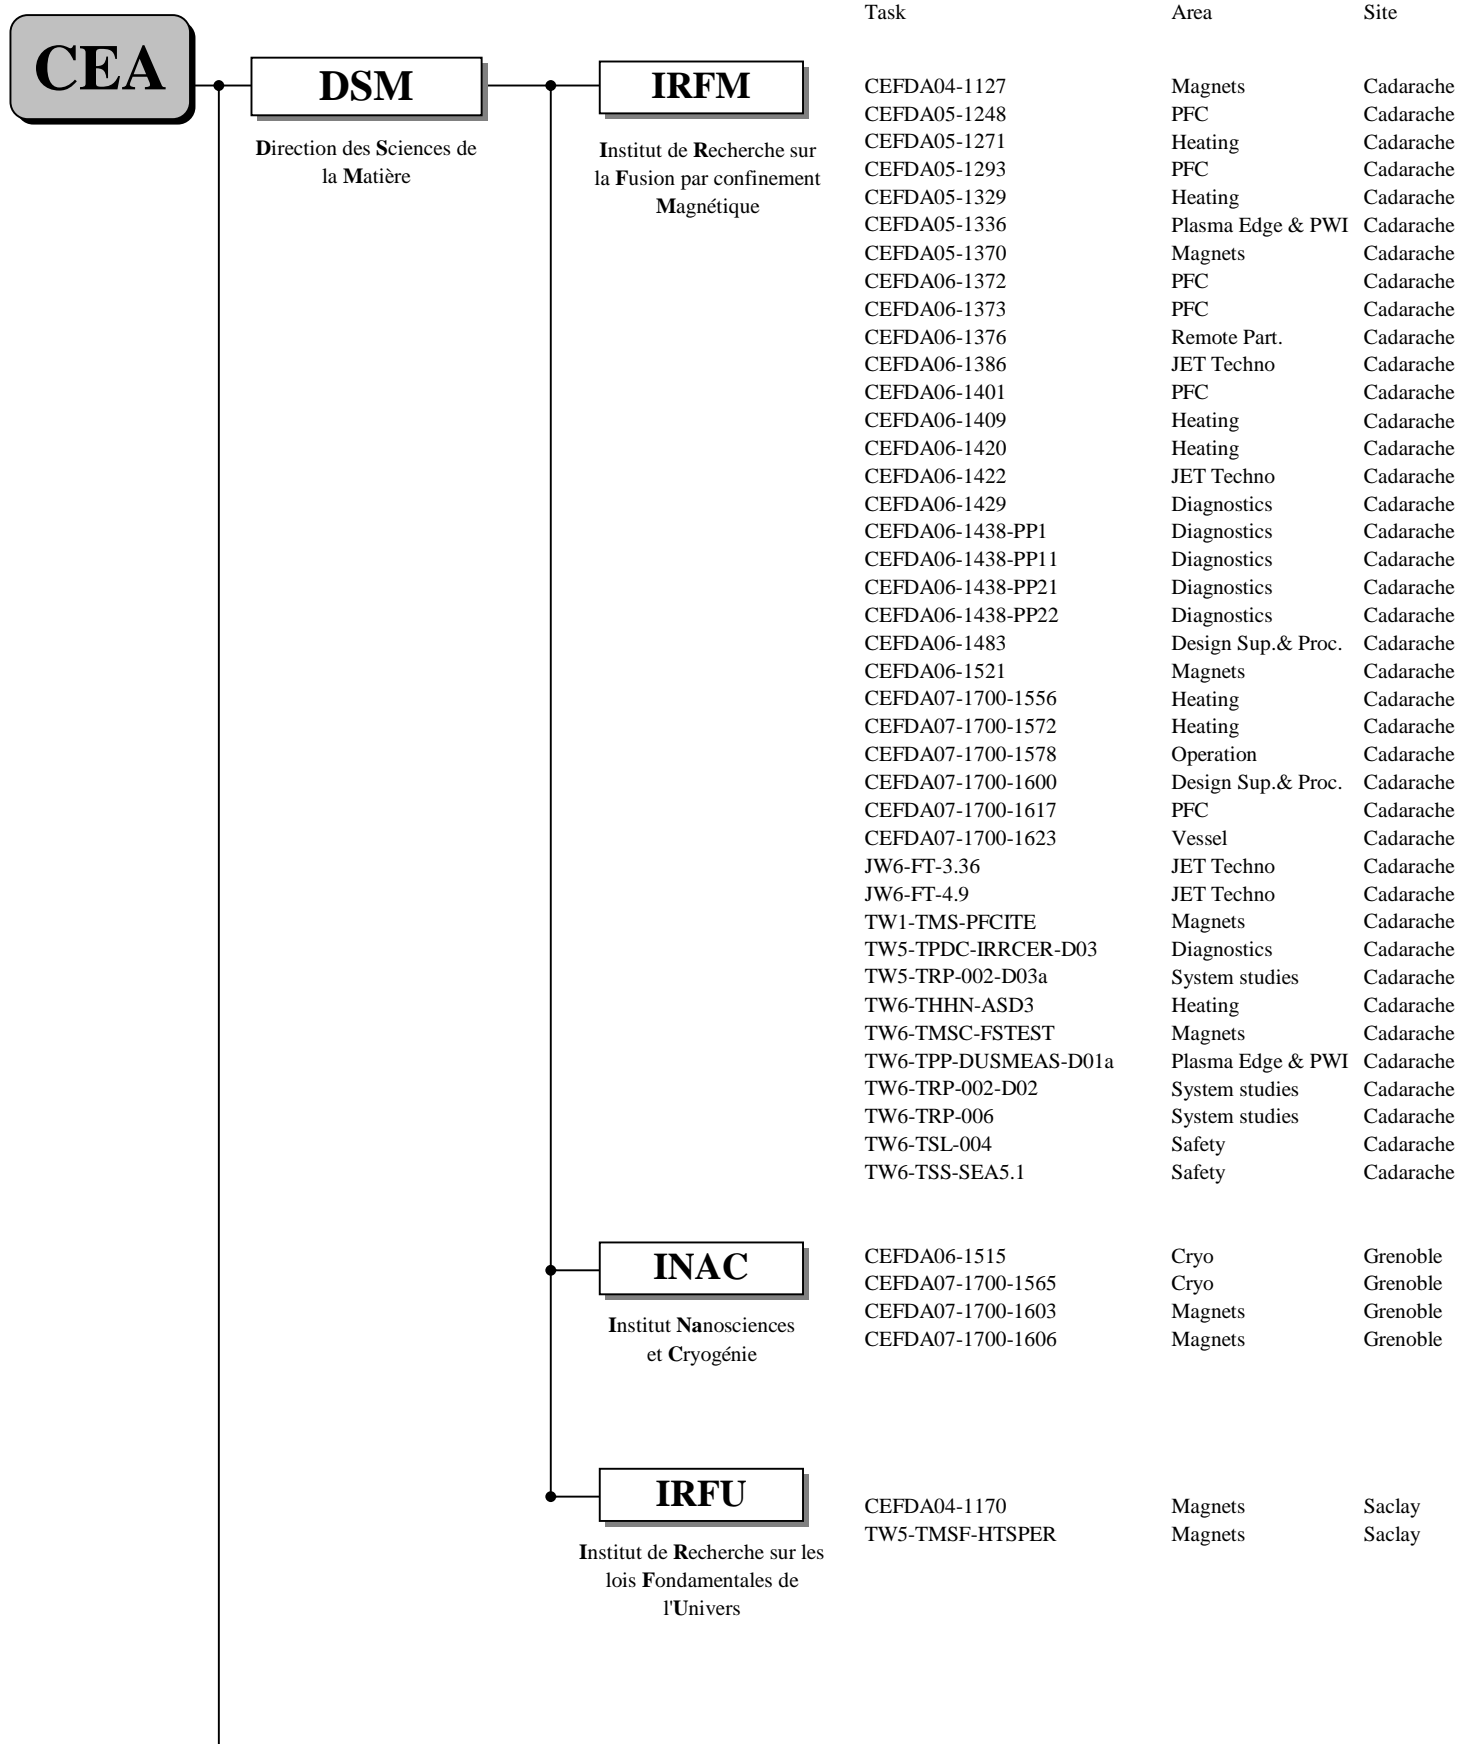 Task Area Site
CEA
DSM
Direction des Sciences de
la Matière
IRFM
Institut de Recherche sur
la Fusion par confinement
Magnétique
CEFDA04-1127 Magnets Cadarache
CEFDA05-1248 PFC Cadarache
CEFDA05-1271 Heating Cadarache
CEFDA05-1293 PFC Cadarache
CEFDA05-1329 Heating Cadarache
CEFDA05-1336 Plasma Edge & PWI Cadarache
CEFDA05-1370 Magnets Cadarache
CEFDA06-1372 PFC Cadarache
CEFDA06-1373 PFC Cadarache
CEFDA06-1376 Remote Part. Cadarache
CEFDA06-1386 JET Techno Cadarache
CEFDA06-1401 PFC Cadarache
CEFDA06-1409 Heating Cadarache
CEFDA06-1420 Heating Cadarache
CEFDA06-1422 JET Techno Cadarache
CEFDA06-1429 Diagnostics Cadarache
CEFDA06-1438-PP1 Diagnostics Cadarache
CEFDA06-1438-PP11 Diagnostics Cadarache
CEFDA06-1438-PP21 Diagnostics Cadarache
CEFDA06-1438-PP22 Diagnostics Cadarache
CEFDA06-1483 Design Sup.& Proc. Cadarache
CEFDA06-1521 Magnets Cadarache
CEFDA07-1700-1556 Heating Cadarache
CEFDA07-1700-1572 Heating Cadarache
CEFDA07-1700-1578 Operation Cadarache
CEFDA07-1700-1600 Design Sup.& Proc. Cadarache
CEFDA07-1700-1617 PFC Cadarache
CEFDA07-1700-1623 Vessel Cadarache
JW6-FT-3.36 JET Techno Cadarache
JW6-FT-4.9 JET Techno Cadarache
TW1-TMS-PFCITE Magnets Cadarache
TW5-TPDC-IRRCER-D03 Diagnostics Cadarache
TW5-TRP-002-D03a System studies Cadarache
TW6-THHN-ASD3 Heating Cadarache
TW6-TMSC-FSTEST Magnets Cadarache
TW6-TPP-DUSMEAS-D01a Plasma Edge & PWI Cadarache
TW6-TRP-002-D02 System studies Cadarache
TW6-TRP-006 System studies Cadarache
TW6-TSL-004 Safety Cadarache
TW6-TSS-SEA5.1 Safety Cadarache
INAC
Institut Nanosciences
et Cryogénie
CEFDA06-1515 Cryo Grenoble
CEFDA07-1700-1565 Cryo Grenoble
CEFDA07-1700-1603 Magnets Grenoble
CEFDA07-1700-1606 Magnets Grenoble
IRFU
Institut de Recherche sur les
lois Fondamentales de
l'Univers
CEFDA04-1170 Magnets Saclay
TW5-TMSF-HTSPER Magnets Saclay